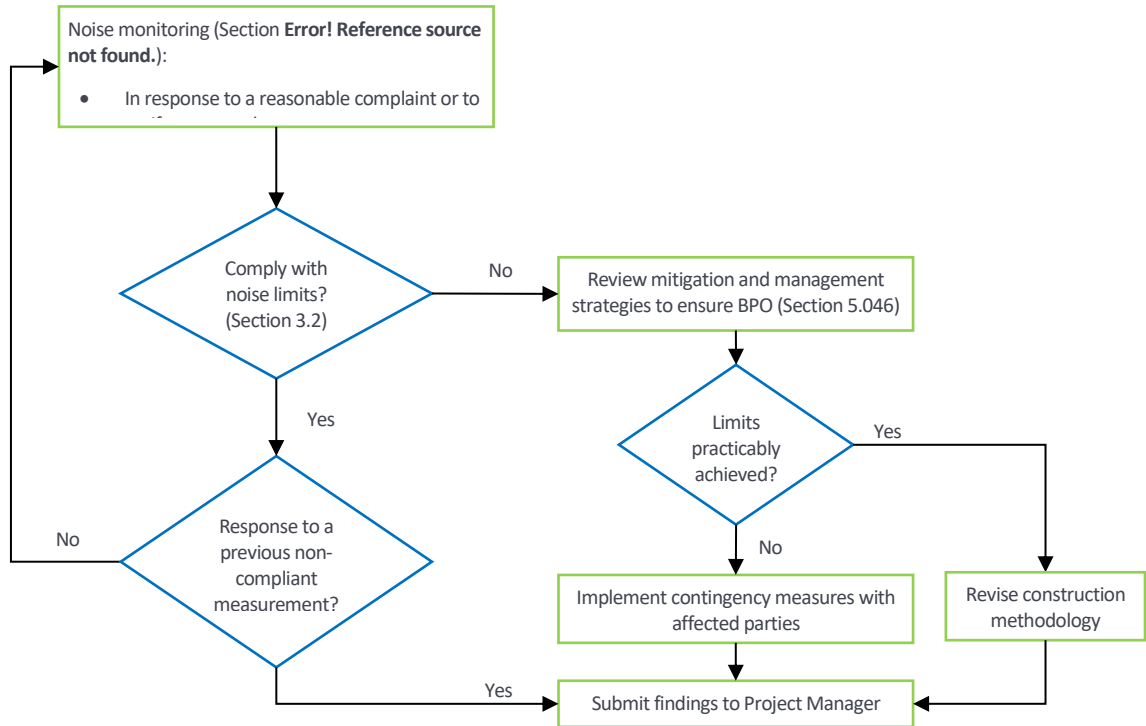 Noise monitoring (Section Error! Reference source
not found.):
• In response to a reasonable complaint or to
Comply with
noise limits?
(Section 3.2)
No
Review mitigation and management
strategies to ensure BPO (Section 5.046)
Yes
Limits
practicably
achieved?
Yes
No
Response to a
previous non-
compliant
measurement?
No
Implement contingency measures with
affected parties
Revise construction
methodology
Yes
Submit findings to Project Manager